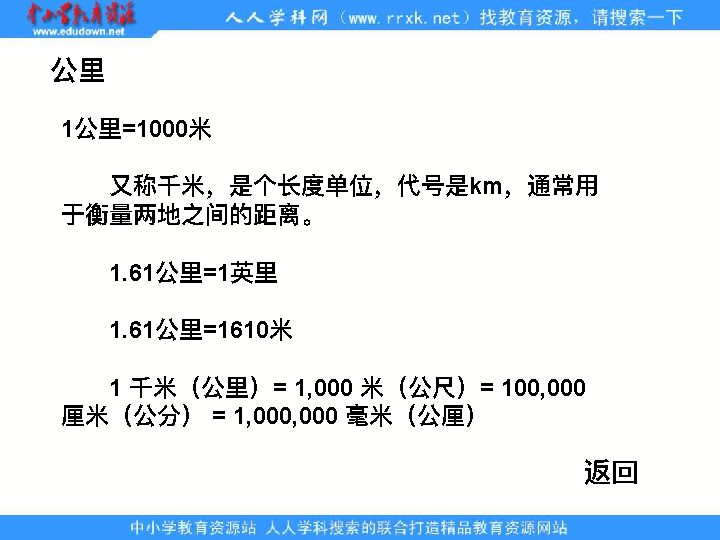 中小学教育资源
www.edudown.net
人人学科网（www.rrxk.net）找教育资源，请搜索一下
公里
1公里=1000米
又称千米，是个长度单位，代号是km，通常用
于衡量两地之间的距离。
1.61公里=1英里
1.61公里=1610米
1 千米（公里）= 1,000 米（公尺）= 100,000
厘米（公分） = 1,000,000 毫米（公厘）
返回
中小学教育资源站 人人学科搜索的联合打造精品教育资源网站